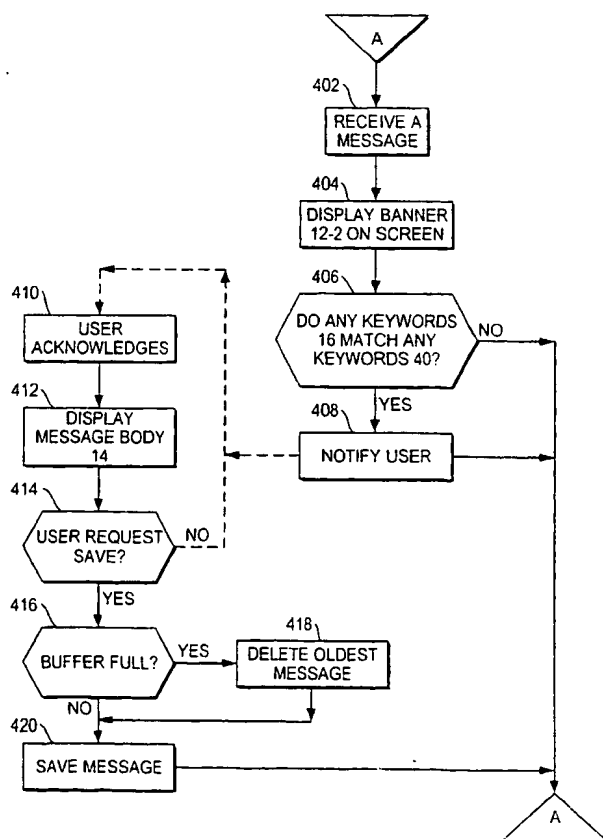 A
402
RECEIVE A
MESSAGE
404
DISPLAY BANNER
12-2 ON SCREEN
406
DO ANY KEYWORDS
16 MATCH ANY
KEYWORDS 40?
NO
YES
408
NOTIFY USER
410
USER
ACKNOWLEDGES
412
DISPLAY
MESSAGE BODY
14
414
USER REQUEST
SAVE?
NO
YES
416
BUFFER FULL?
YES
418
DELETE OLDEST
MESSAGE
NO
420
SAVE MESSAGE
A